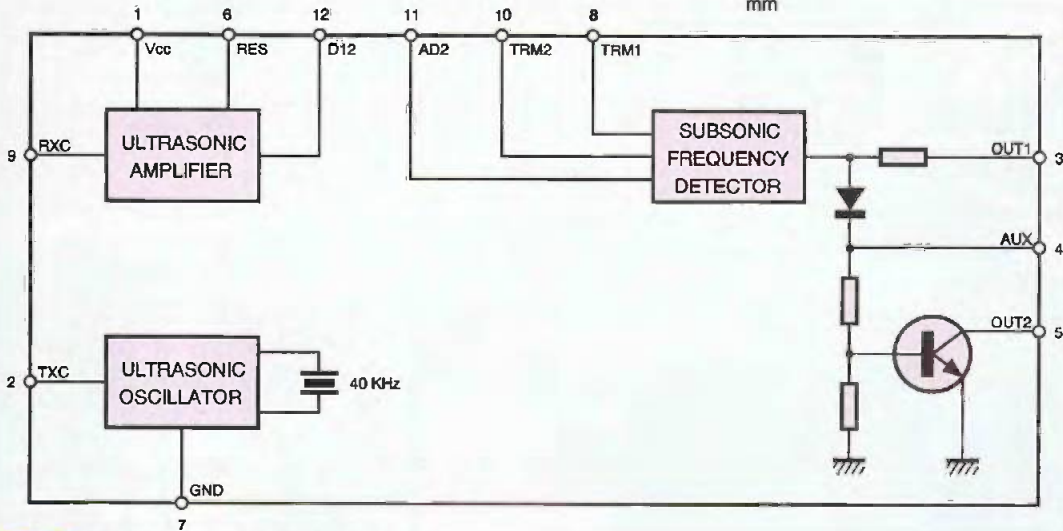 mm
1 6 12 11 10 8
Vcc RES D12 AD2 TRM2 TRM1
ULTRASONIC
AMPLIFIER
SUBSONIC
FREQUENCY
DETECTOR
9 RXC
OUT1 3
AUX 4
OUT2 5
ULTRASONIC
OSCILLATOR
2 TXC
40 KHz
GND
7